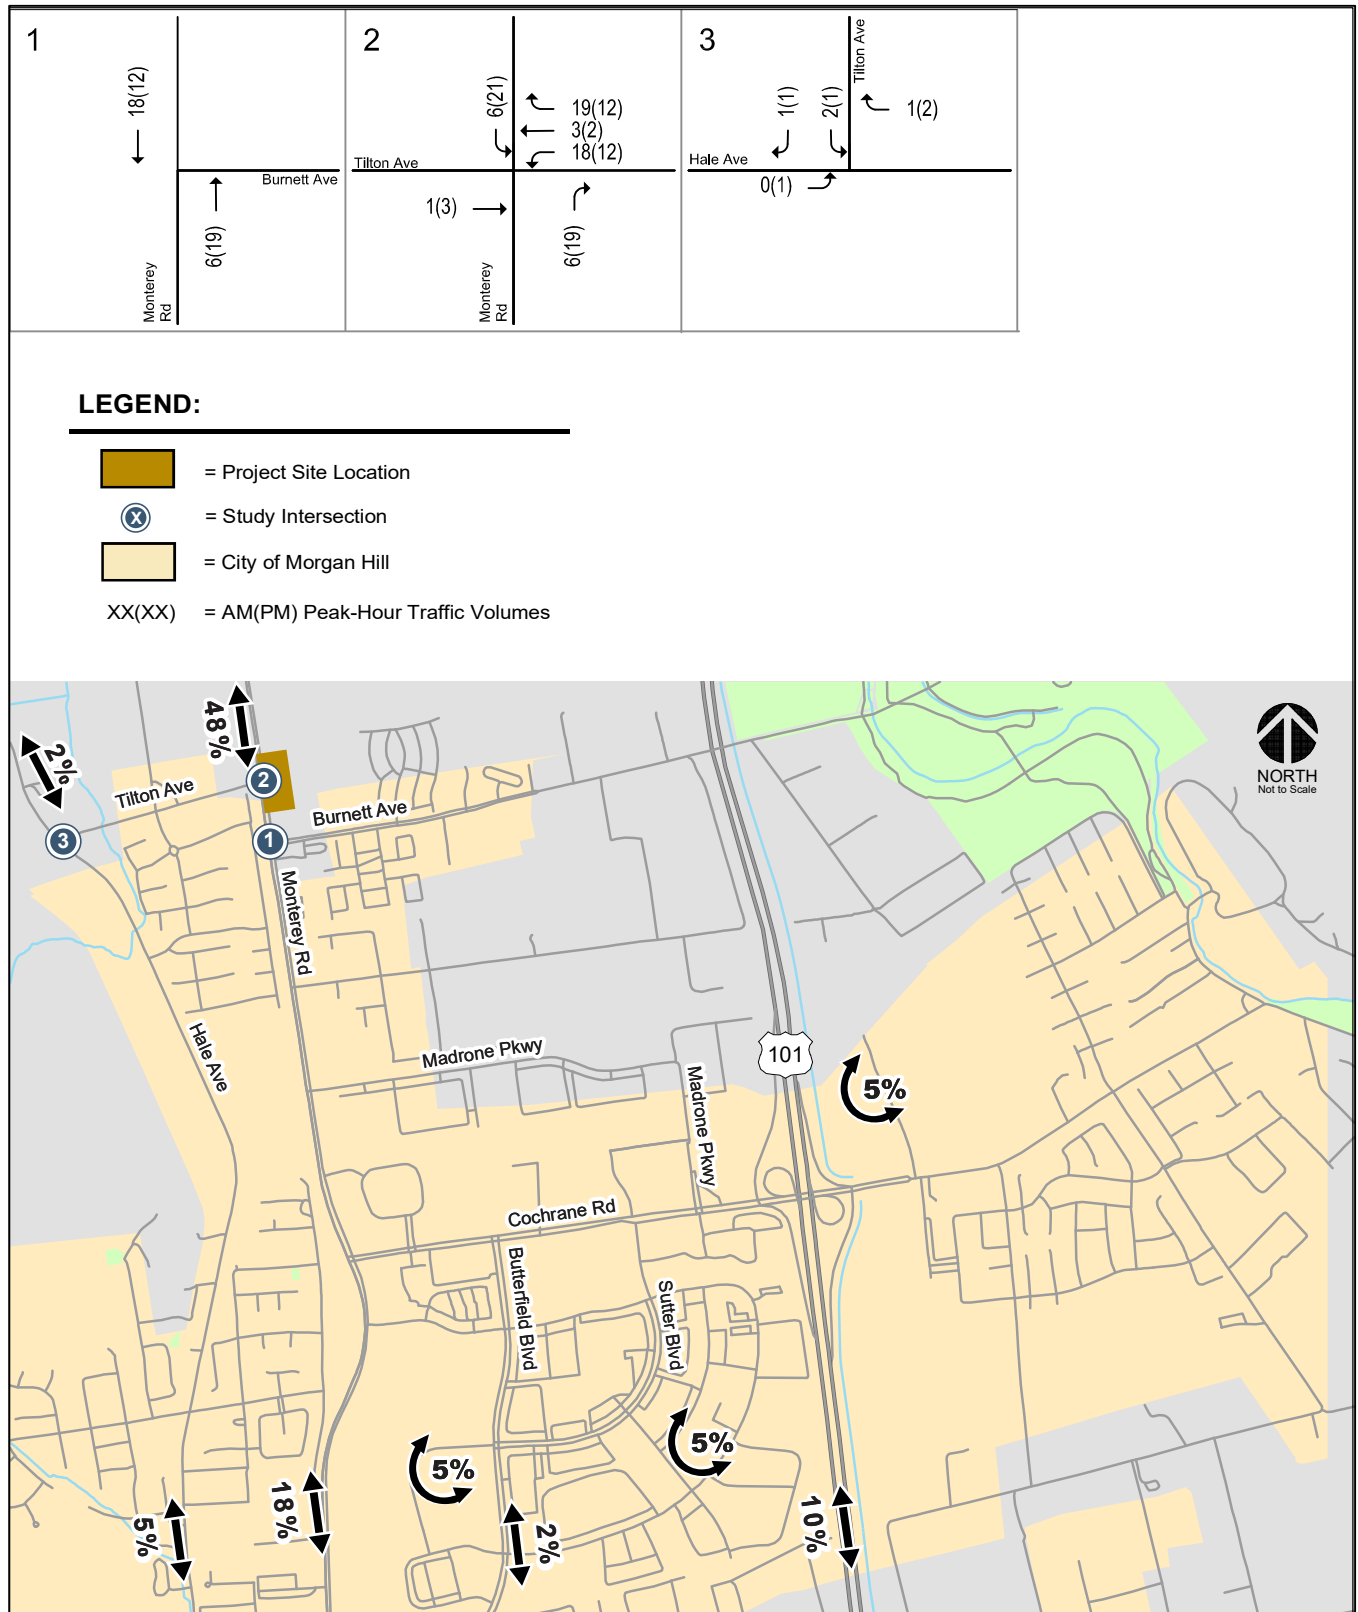 1
18(12)
Burnett Ave
6(19)
Monterey
Rd
2
6(21)
19(12)
3(2)
18(12)
Tilton Ave
1(3)
6(19)
Monterey
Rd
3
Tilton Ave
1(1)
2(1)
1(2)
Hale Ave
0(1)
LEGEND:
= Project Site Location
X
= Study Intersection
= City of Morgan Hill
XX(XX) = AM(PM) Peak-Hour Traffic Volumes
48%
2%
NORTH
Not to Scale
Tilton Ave
2
Burnett Ave
3
1
Monterey Rd
Hale Ave
Madrone Pkwy
101
Madrone Pkwy
5%
Cochrane Rd
Butterfield Blvd
Sutter Blvd
5%
5%
18%
5%
2%
10%